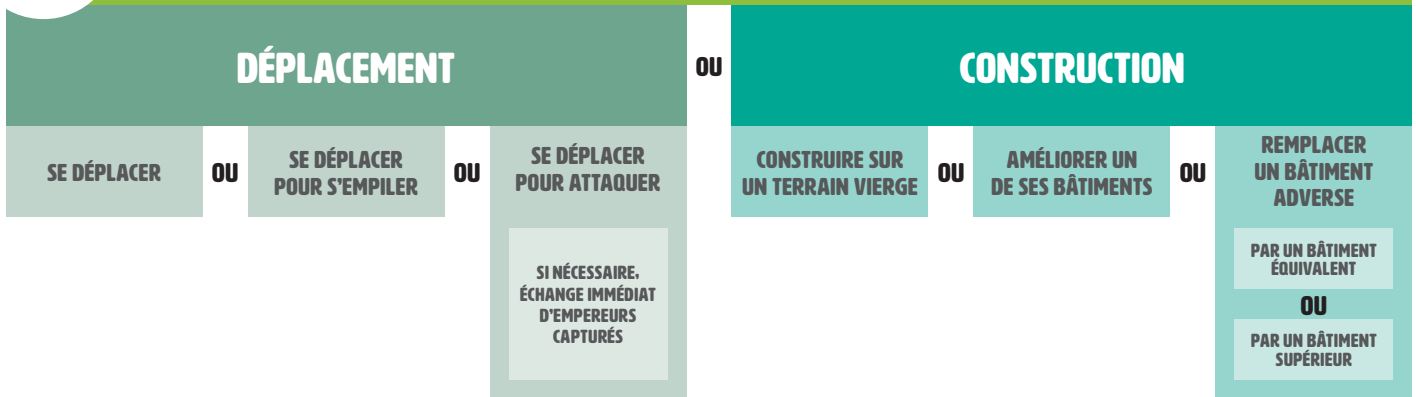 DÉPLACEMENT
OU
CONSTRUCTION
SE DÉPLACER
OU
SE DÉPLACER
POUR S'EMPILER
OU
SE DÉPLACER
POUR ATTAQUER
SI NÉCESSAIRE,
ÉCHANGE IMMÉDIAT
D'EMPEREURS
CAPTURÉS
CONSTRUIRE SUR
UN TERRAIN VIERGE
OU
AMÉLIORER UN
DE SES BÂTIMENTS
OU
REMPLACER
UN BÂTIMENT
ADVERSE
PAR UN BÂTIMENT
ÉQUIVALENT
OU
PAR UN BÂTIMENT
SUPÉRIEUR